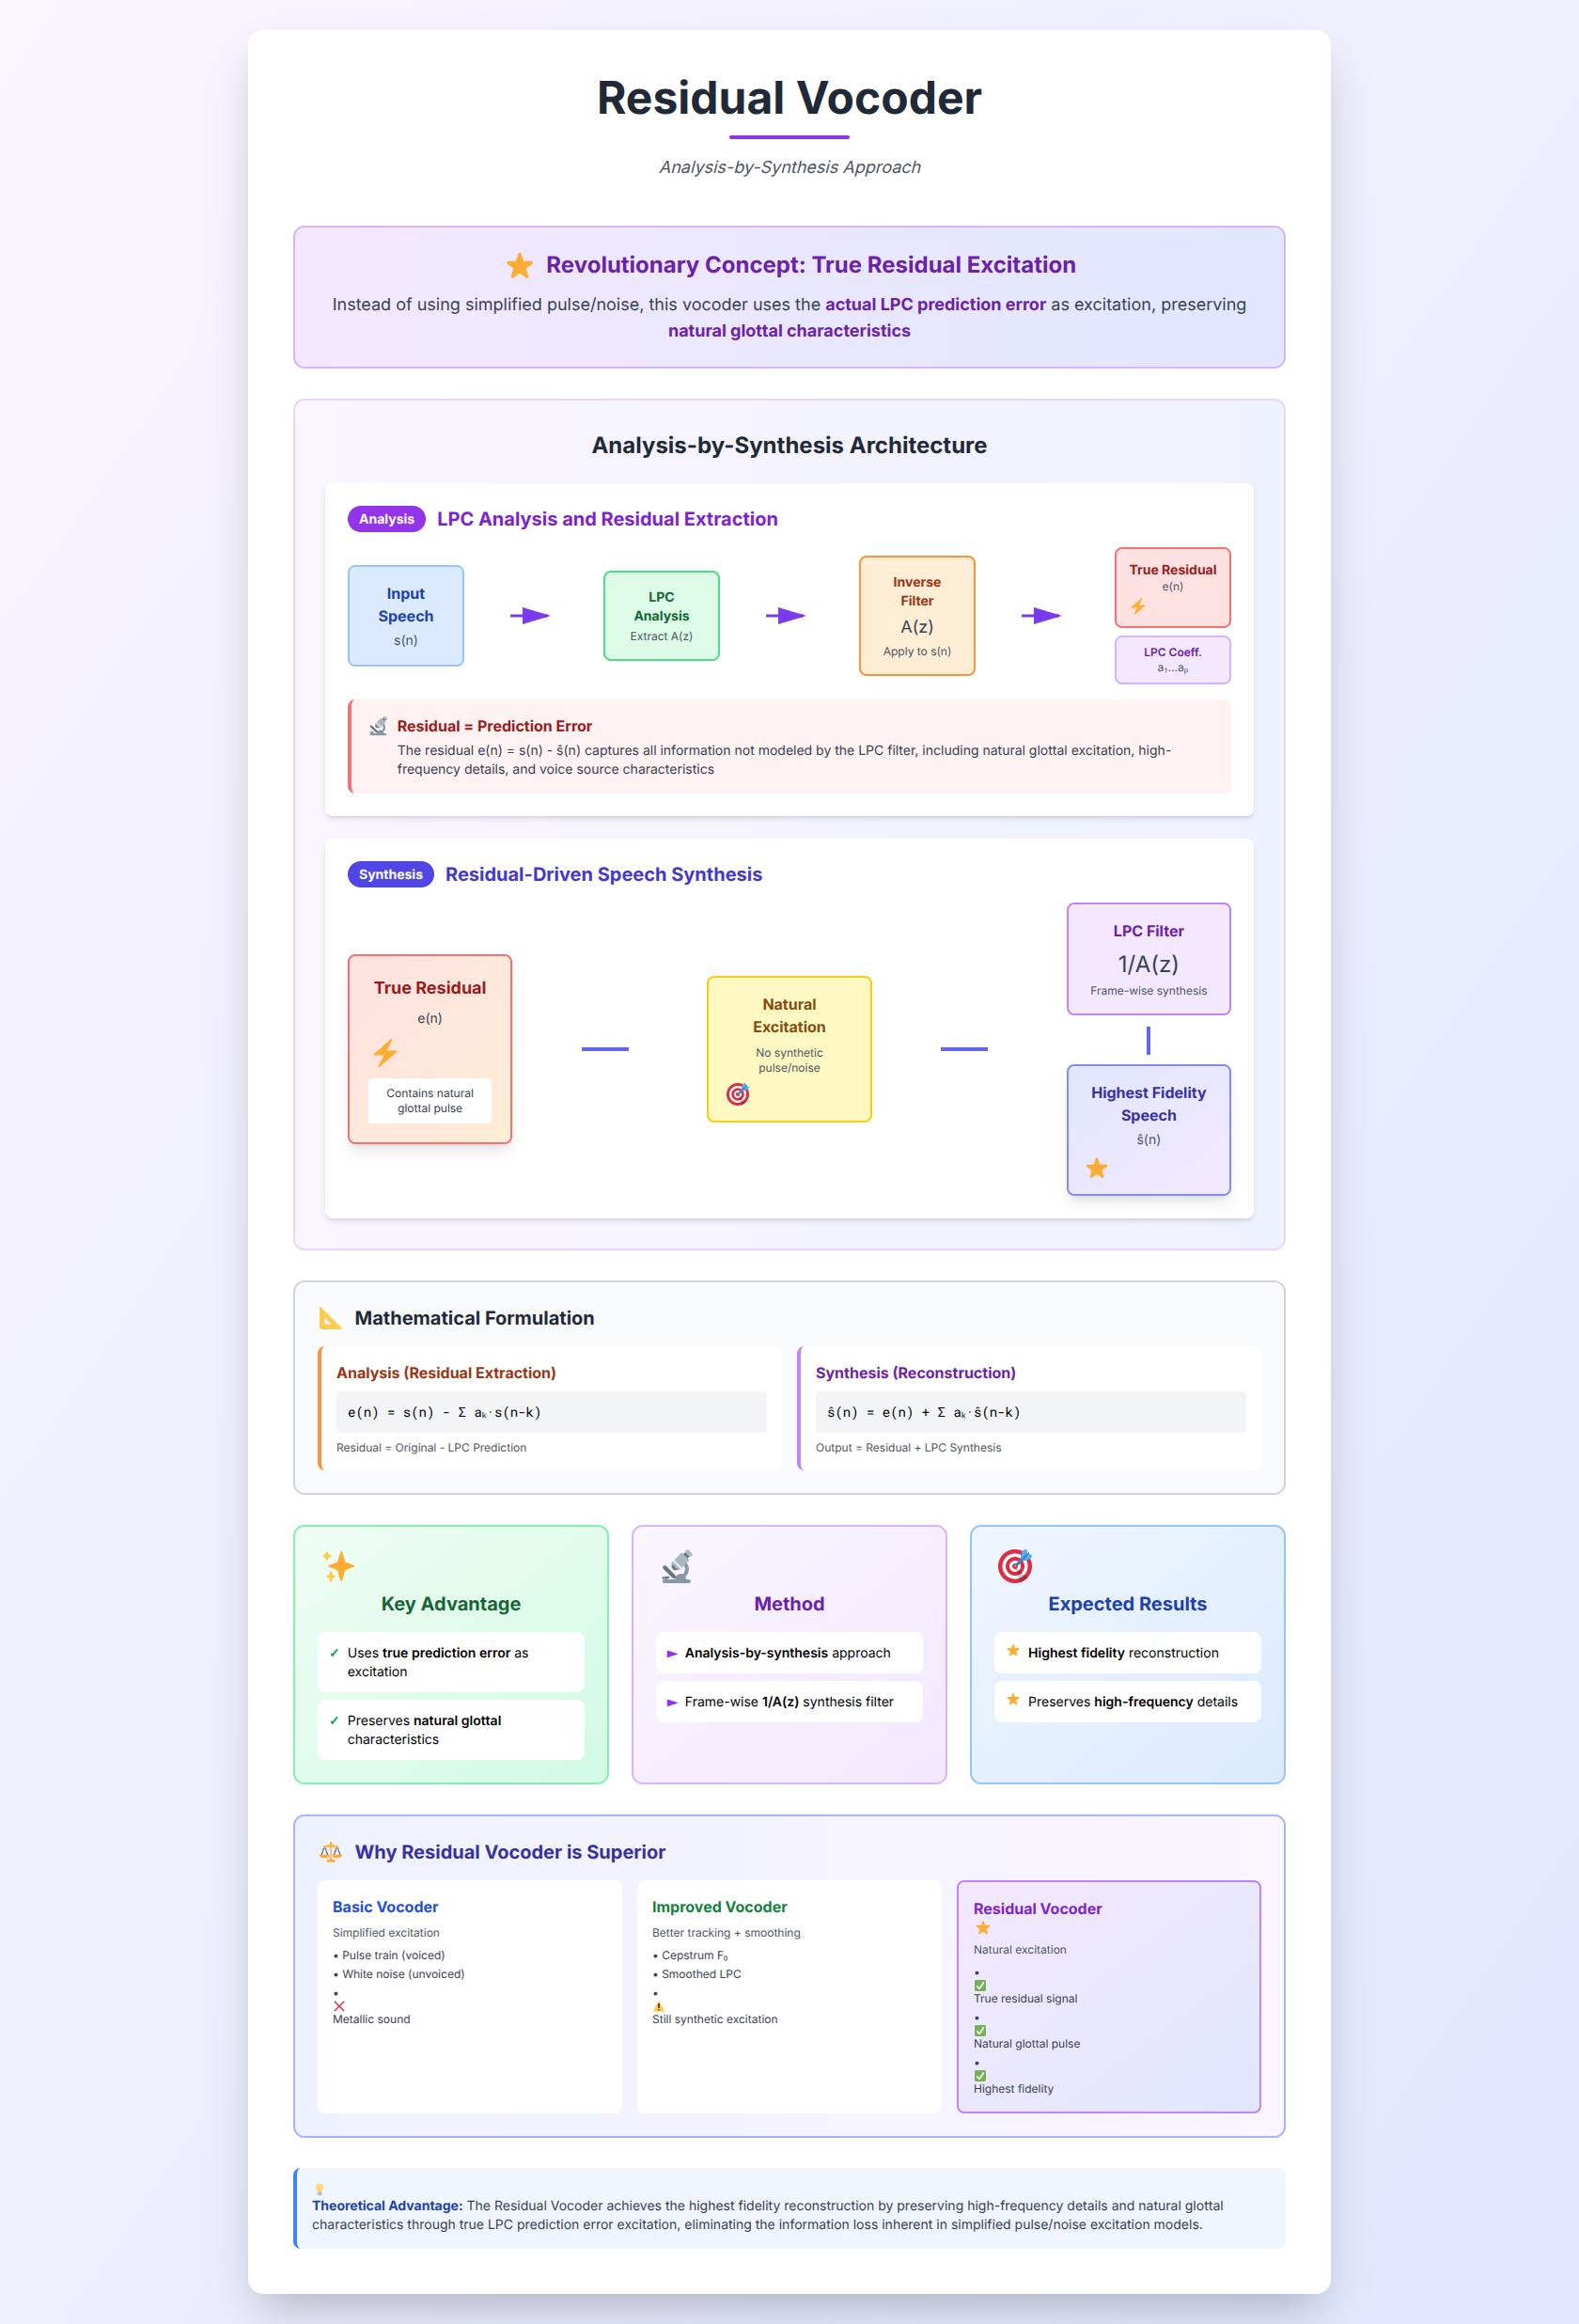 Residual Vocoder
Analysis-by-Synthesis Approach
⭐ Revolutionary Concept: True Residual Excitation
Instead of using simplified pulse/noise, this vocoder uses the actual LPC prediction error as excitation, preserving
natural glottal characteristics
Analysis-by-Synthesis Architecture
Analysis LPC Analysis and Residual Extraction
Input
Speech
s(n)
LPC
Analysis
Extract A(z)
Inverse
Filter
A(z)
Apply to s(n)
True Residual
e(n)
⚡
LPC Coeff.
a₁...aₚ
🔬 Residual = Prediction Error
The residual e(n) = s(n) - ŝ(n) captures all information not modeled by the LPC filter, including natural glottal excitation, high-
frequency details, and voice source characteristics
Synthesis Residual-Driven Speech Synthesis
True Residual
e(n)
⚡
Contains natural
glottal pulse
Natural
Excitation
No synthetic
pulse/noise
🎯
LPC Filter
1/A(z)
Frame-wise synthesis
Highest Fidelity
Speech
ŝ(n)
⭐
📐 Mathematical Formulation
Analysis (Residual Extraction)
e(n) = s(n) - Σ aₖ·s(n-k)
Residual = Original - LPC Prediction
Synthesis (Reconstruction)
ŝ(n) = e(n) + Σ aₖ·ŝ(n-k)
Output = Residual + LPC Synthesis
✨
Key Advantage
✓ Uses true prediction error as
excitation
✓ Preserves natural glottal
characteristics
🔬
Method
► Analysis-by-synthesis approach
► Frame-wise 1/A(z) synthesis filter
🎯
Expected Results
⭐ Highest fidelity reconstruction
⭐ Preserves high-frequency details
⚖️ Why Residual Vocoder is Superior
Basic Vocoder
Simplified excitation
• Pulse train (voiced)
• White noise (unvoiced)
•
❌
Metallic sound
Improved Vocoder
Better tracking + smoothing
• Cepstrum F₀
• Smoothed LPC
•
⚠️
Still synthetic excitation
Residual Vocoder
⭐
Natural excitation
•
✅
True residual signal
•
✅
Natural glottal pulse
•
✅
Highest fidelity
💡
Theoretical Advantage: The Residual Vocoder achieves the highest fidelity reconstruction by preserving high-frequency details and natural glottal
characteristics through true LPC prediction error excitation, eliminating the information loss inherent in simplified pulse/noise excitation models.